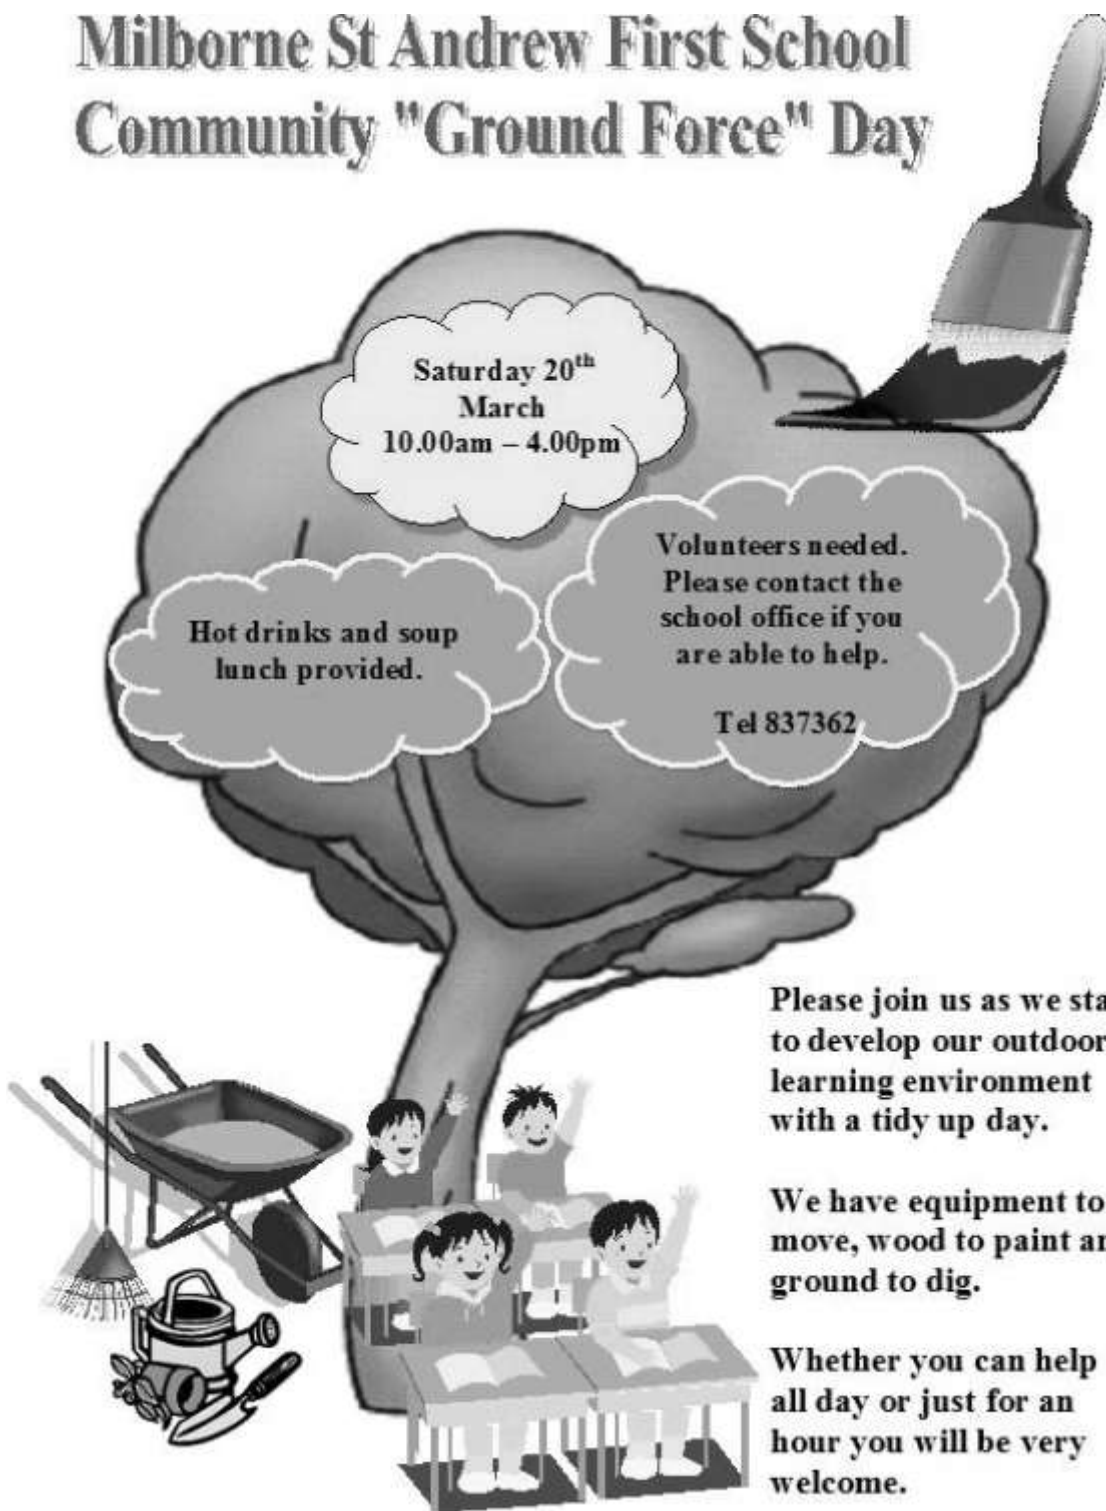 Milborne St Andrew First School
Community "Ground Force" Day
Saturday 20th
March
10.00am – 4.00pm
Volunteers needed.
Please contact the
school office if you
are able to help.
Tel 837362
Hot drinks and soup
lunch provided.
Please join us as we
to develop our outdoor
learning environment
with a tidy up day.
We have equipment to
move, wood to paint
ground to dig.
Whether you can help
all day or just for an
hour you will be very
welcome.